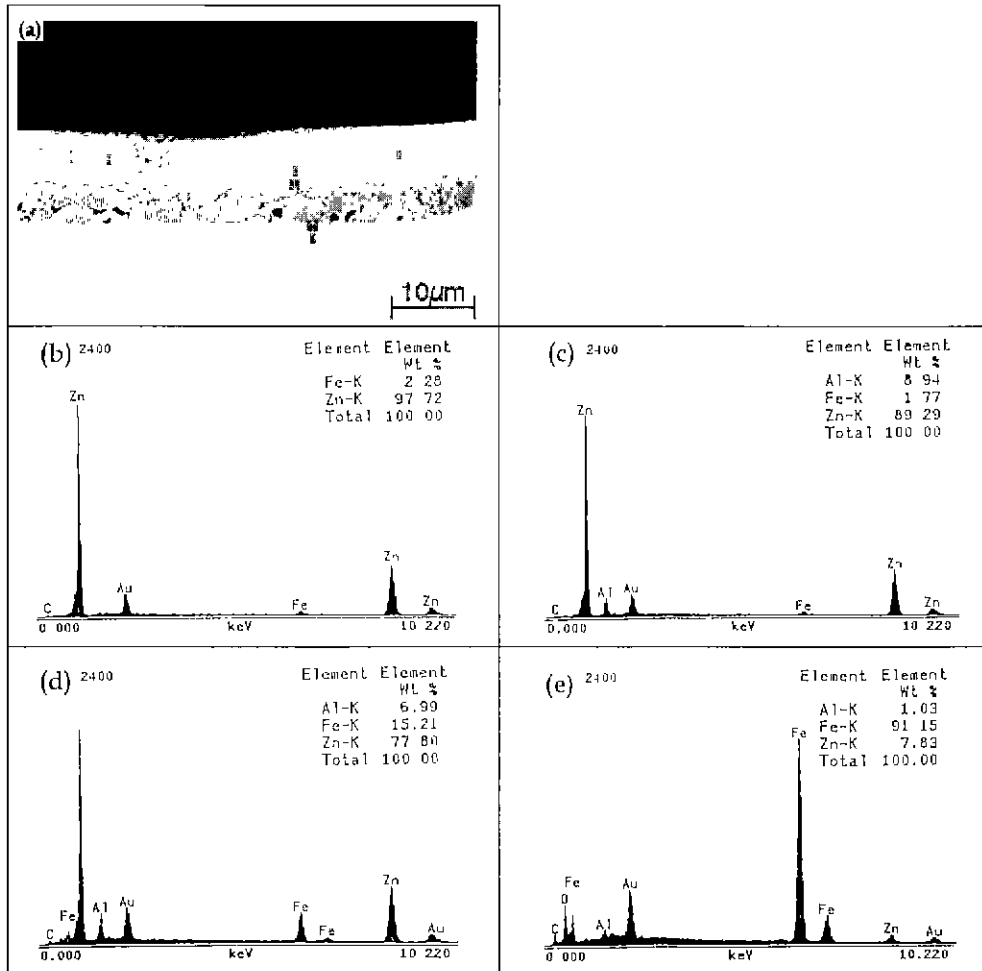 (a)
10μm
(b) 2400
Element Element
Wt %
Fe-K 2 28
Zn-K 97 72
Total 100 00
Zn
C
Au
Fe
Zn
Zn
0.000 keV 10 220
(c) 2400
Element Element
Wt %
Al-K 8 94
Fe-K 1 77
Zn-K 89 29
Total 100 00
Zn
C
Al
Au
Fe
Zn
Zn
0.000 keV 10 220
(d) 2400
Element Element
Wt %
Al-K 6.99
Fe-K 15.21
Zn-K 77 80
Total 100 00
C
Fe
Al
Au
Fe
Fe
Zn
Au
0.000 keV 10 220
(e) 2400
Element Element
Wt %
Al-K 1.03
Fe-K 91 15
Zn-K 7.83
Total 100.00
C
O
Fe
Al
Au
Fe
Fe
Zn
Au
0 000 keV 10 220